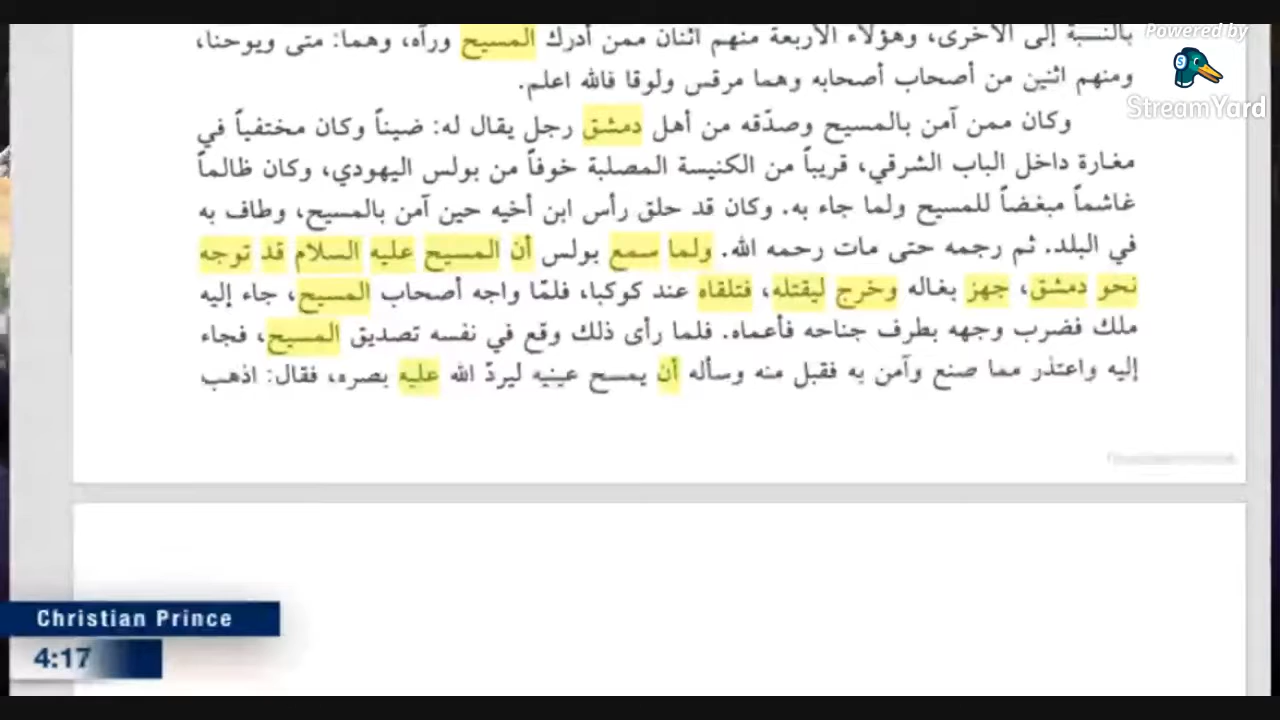 بالنسبة إلى الأخرى، وهؤلاء الأربعة منهم اثنان ممن أدرك المسيح ورآه، وهما: متى ويوحنا،
ومنهم اثنين من أصحاب أصحابه وهما مرقس ولوقا فالله اعلم.
وكان ممن آمن بالمسيح وصدّقه من أهل دمشق رجل يقال له: ضيناً وكان مختفياً في
مغارة داخل الباب الشرقي، قريباً من الكنيسة المصلبة خوفاً من بولس اليهودي، وكان ظالماً
غاشماً مبغضاً للمسيح ولما جاء به. وكان قد حلق رأس ابن أخيه حين آمن بالمسيح، وطاف به
في البلد. ثم رجمه حتى مات رحمه الله. ولما سمع بولس أن المسيح عليه السلام قد توجه
نحو دمشق، جهز بغاله وخرج ليقتله، فتلقاه عند كوكبا، فلمّا واجه أصحاب المسيح، جاء إليه
ملك فضرب وجهه بطرف جناحه فأعماه. فلما رأى ذلك وقع في نفسه تصديق المسيح، فجاء
إليه واعتذر مما صنع وآمن به فقبل منه وسأله أن يمسح عينيه ليردّ الله عليه بصره، فقال: اذهب
Powered by
StreamYard
Christian Prince
4:17